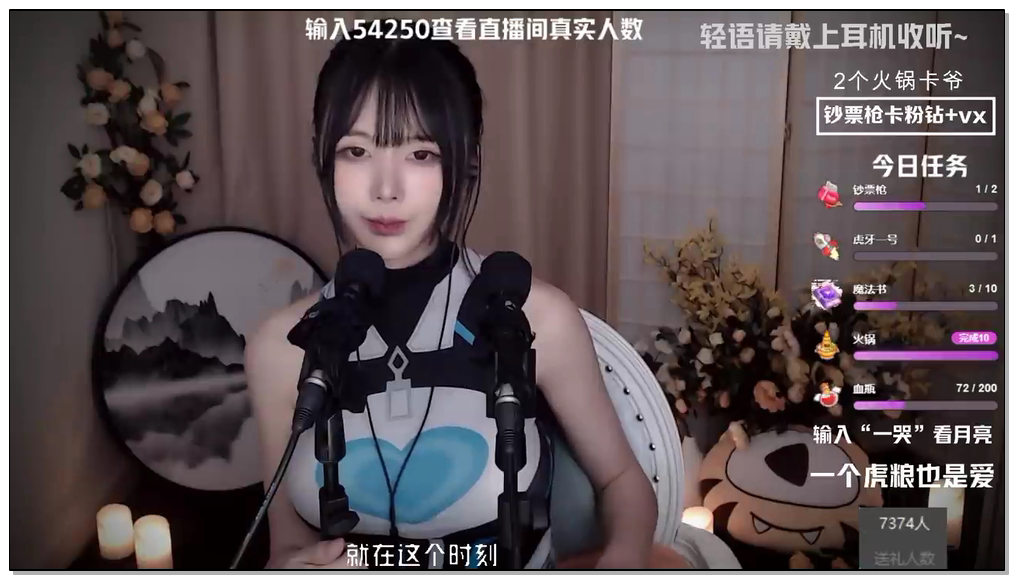 输入54250查看直播间真实人数
轻语请戴上耳机收听~
2个火锅卡爷
钞票枪卡粉钻+vx
今日任务
钞票枪 1 / 2
虎牙一号 0 / 1
魔法书 3 / 10
火锅 完成10
血瓶 72 / 200
输入“一哭”看月亮
一个虎粮也是爱
7374人
送礼人数
就在这个时刻